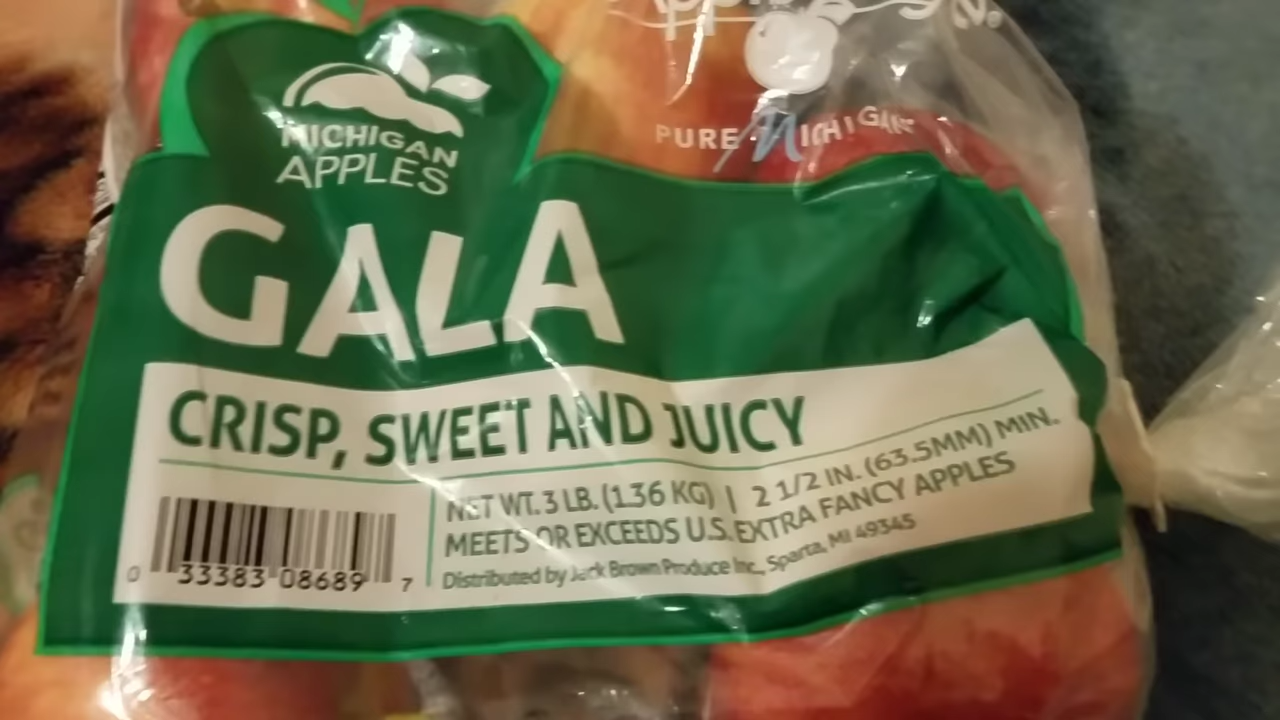 MICHIGAN
APPLES
PURE MICHIGAN
GALA
CRISP, SWEET AND JUICY
NET WT. 3 LB. (1.36 KG) | 2 1/2 IN. (63.5MM) MIN.
MEETS OR EXCEEDS U.S. EXTRA FANCY APPLES
Distributed by Jack Brown Produce Inc., Sparta, MI 49345
0 33383 08689 7